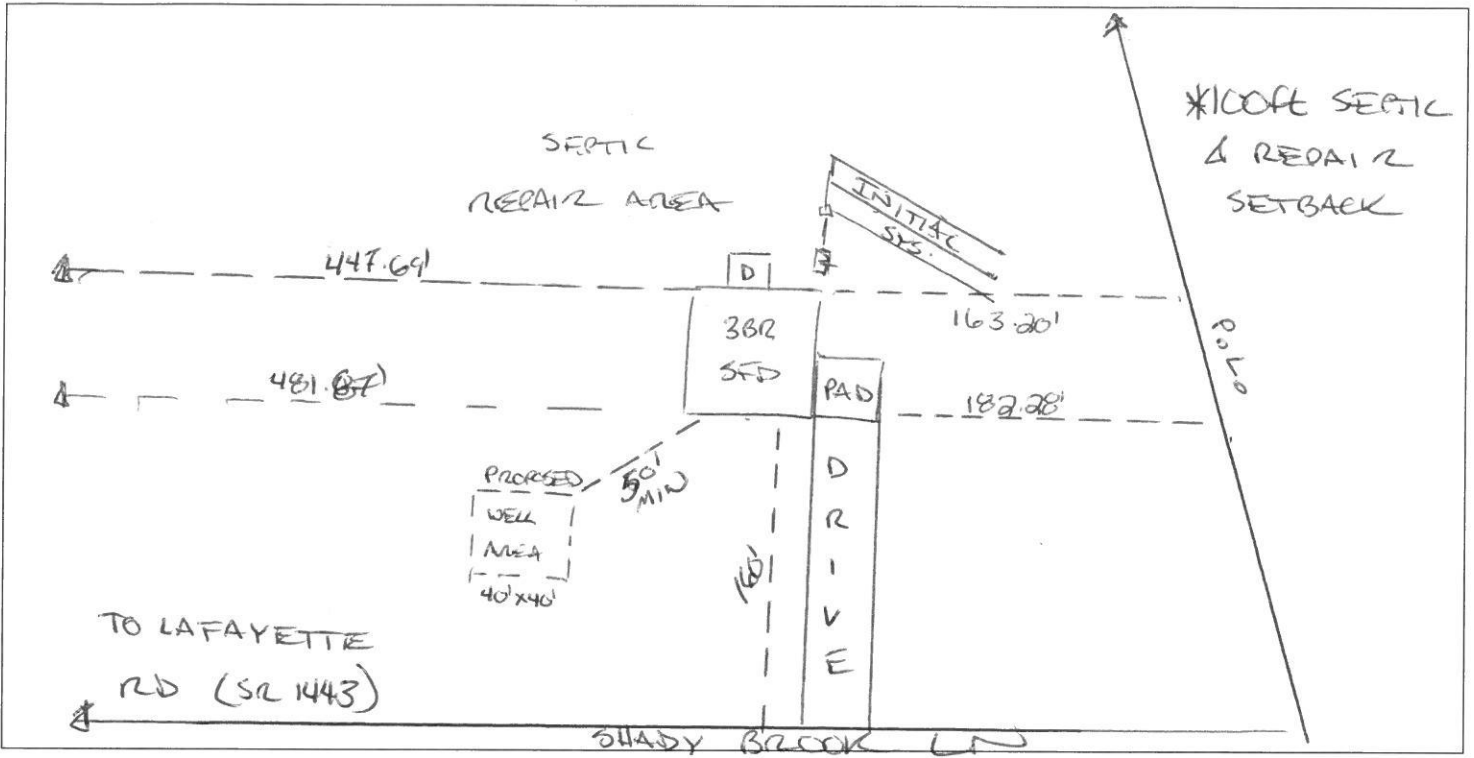 *100ft SEPTIC
& REPAIR
SETBACK
SEPTIC
REPAIR AREA
INITIAL
SYS.
447.69'
D
163.20'
3BR
SFD
PAD
481.87'
182.28'
PROPOSED
WELL
AREA
40'x40'
50'
MIN
DRIVE
TO LAFAYETTE
RD (SR 1443)
SHADY BROOK LN